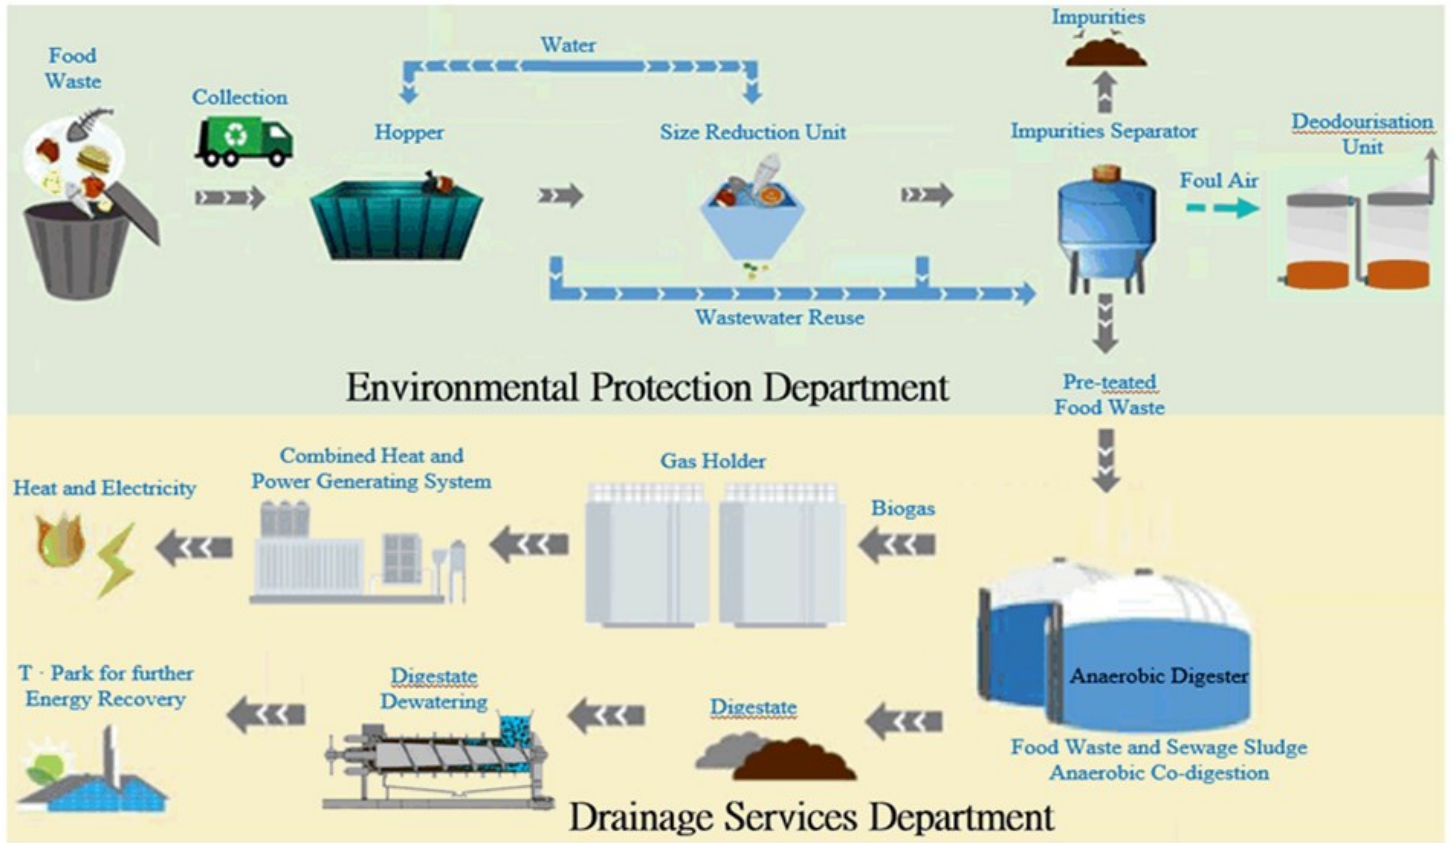 Impurities
Food
Waste
Water
Collection
Hopper
Size Reduction Unit
Impurities Separator
Deodourisation
Unit
Foul Air
Wastewater Reuse
Environmental Protection Department
Pre-teated
Food Waste
Heat and Electricity
Combined Heat and
Power Generating System
Gas Holder
Biogas
T · Park for further
Energy Recovery
Digestate
Dewatering
Digestate
Anaerobic Digester
Food Waste and Sewage Sludge
Anaerobic Co-digestion
Drainage Services Department